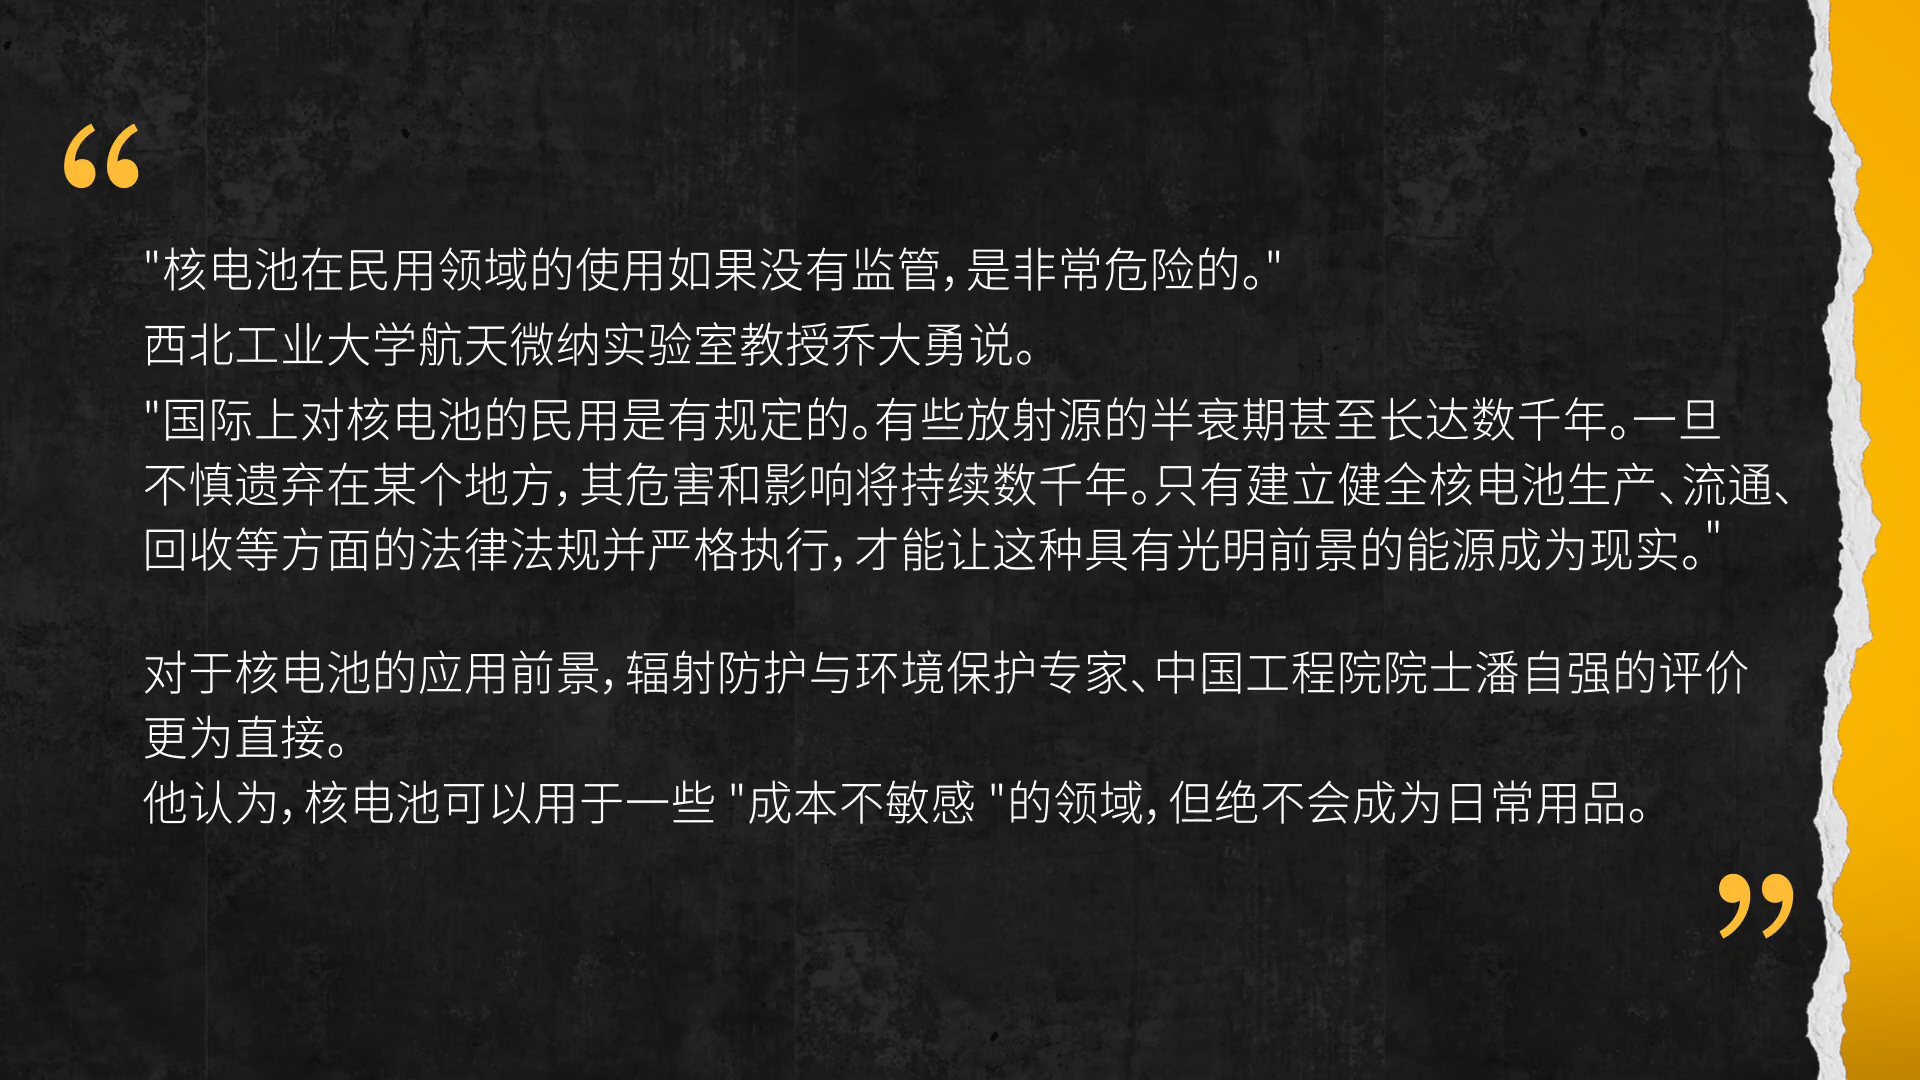 “
"核电池在民用领域的使用如果没有监管，是非常危险的。"
西北工业大学航天微纳实验室教授乔大勇说。
"国际上对核电池的民用是有规定的。有些放射源的半衰期甚至长达数千年。一旦
不慎遗弃在某个地方，其危害和影响将持续数千年。只有建立健全核电池生产、流通、
回收等方面的法律法规并严格执行，才能让这种具有光明前景的能源成为现实。"
对于核电池的应用前景，辐射防护与环境保护专家、中国工程院院士潘自强的评价
更为直接。
他认为，核电池可以用于一些 "成本不敏感 "的领域，但绝不会成为日常用品。
”